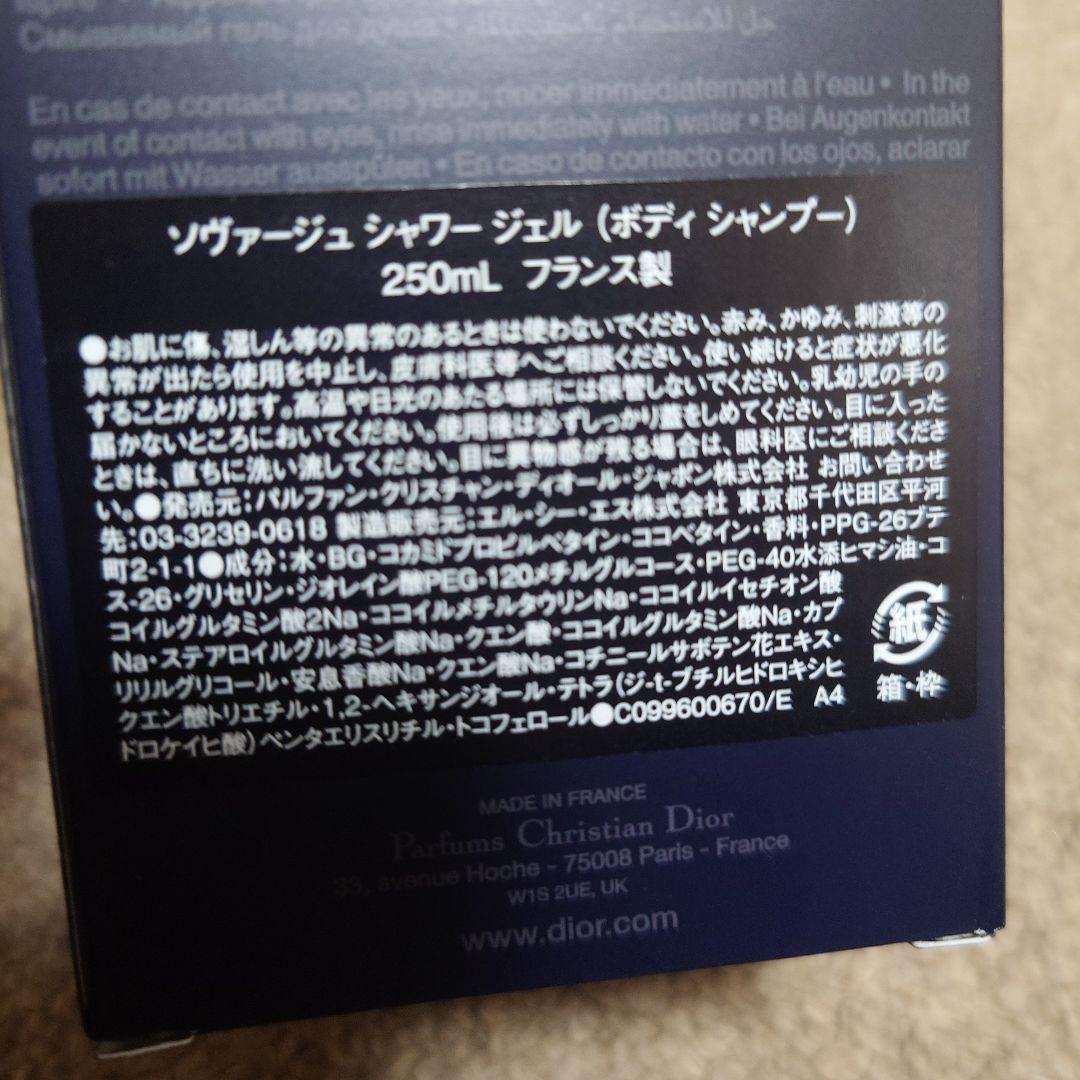 Смываемый гель для душа • جل للاستحمام
En cas de contact avec les yeux, rincer immédiatement à l'eau • In the
event of contact with eyes, rinse immediately with water • Bei Augenkontakt
sofort mit Wasser ausspülen • En caso de contacto con los ojos, aclarar
ソヴァージュ シャワー ジェル（ボディ シャンプー）
250mL フランス製
●お肌に傷、湿しん等の異常のあるときは使わないでください。赤み、かゆみ、刺激等の
異常が出たら使用を中止し、皮膚科医等へご相談ください。使い続けると症状が悪化
することがあります。高温や日光のあたる場所には保管しないでください。乳幼児の手の
届かないところにおいてください。使用後は必ずしっかり蓋をしめてください。目に入った
ときは、直ちに洗い流してください。目に異物感が残る場合は、眼科医にご相談くださ
い。●発売元：パルファン・クリスチャン・ディオール・ジャポン株式会社 お問い合わせ
先：03-3239-0618 製造販売元：エル・シー・エス株式会社 東京都千代田区平河
町2-1-1●成分：水・BG・コカミドプロピルベタイン・ココベタイン・香料・PPG-26ブテ
ス-26・グリセリン・ジオレイン酸PEG-120メチルグルコース・PEG-40水添ヒマシ油・コ
コイルグルタミン酸2Na・ココイルメチルタウリンNa・ココイルイセチオン酸
Na・ステアロイルグルタミン酸Na・クエン酸・ココイルグルタミン酸Na・カプ
リリルグリコール・安息香酸Na・クエン酸Na・コチニールサボテン花エキス・
クエン酸トリエチル・1,2-ヘキサンジオール・テトラ（ジ-t-ブチルヒドロキシヒ
ドロケイヒ酸）ペンタエリスリチル・トコフェロール●C099600670/E A4
紙
箱・枠
MADE IN FRANCE
Parfums Christian Dior
33, avenue Hoche - 75008 Paris - France
W1S 2UE, UK
www.dior.com